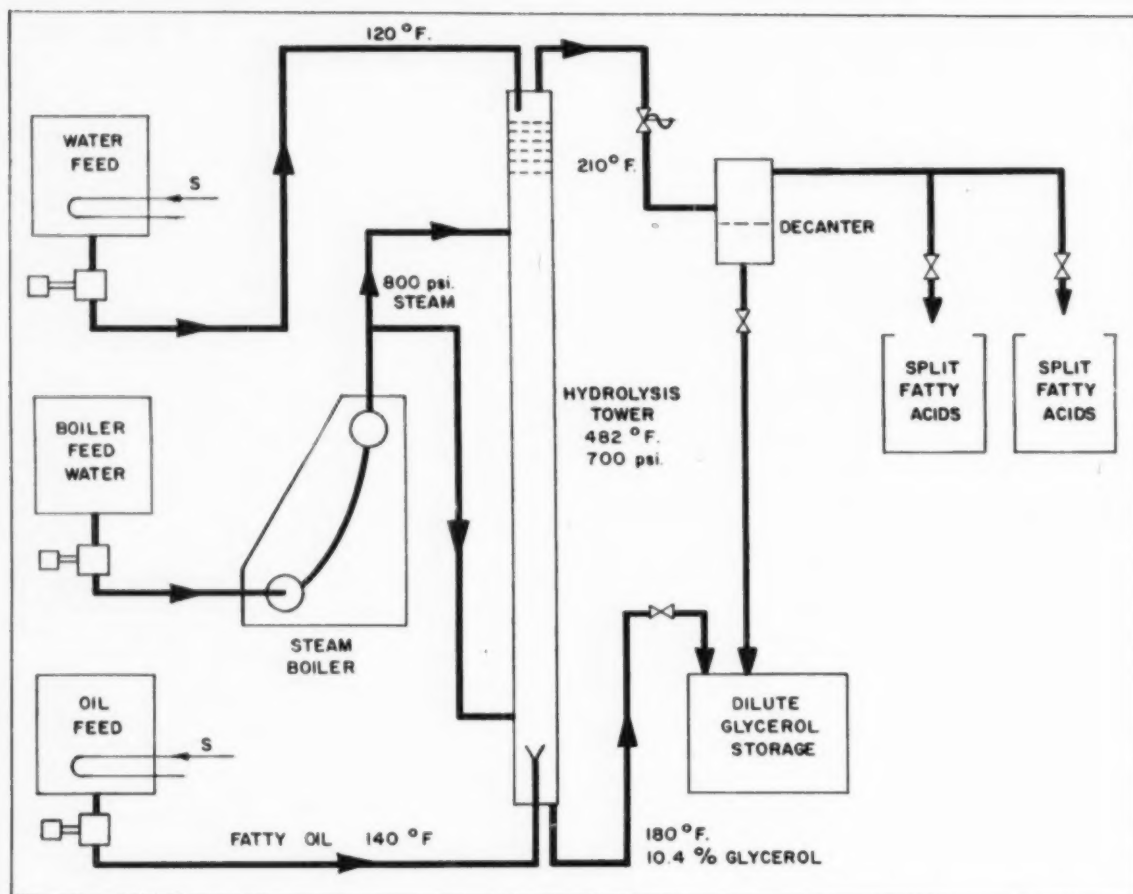 120 °F.
WATER
FEED
S
210° F.
DECANTER
800 psi.
STEAM
SPLIT
FATTY
ACIDS
SPLIT
FATTY
ACIDS
HYDROLYSIS
TOWER
482 °F.
700 psi.
BOILER
FEED
WATER
STEAM
BOILER
OIL
FEED
S
DILUTE
GLYCEROL
STORAGE
FATTY OIL 140 °F
180°F.
10.4 % GLYCEROL